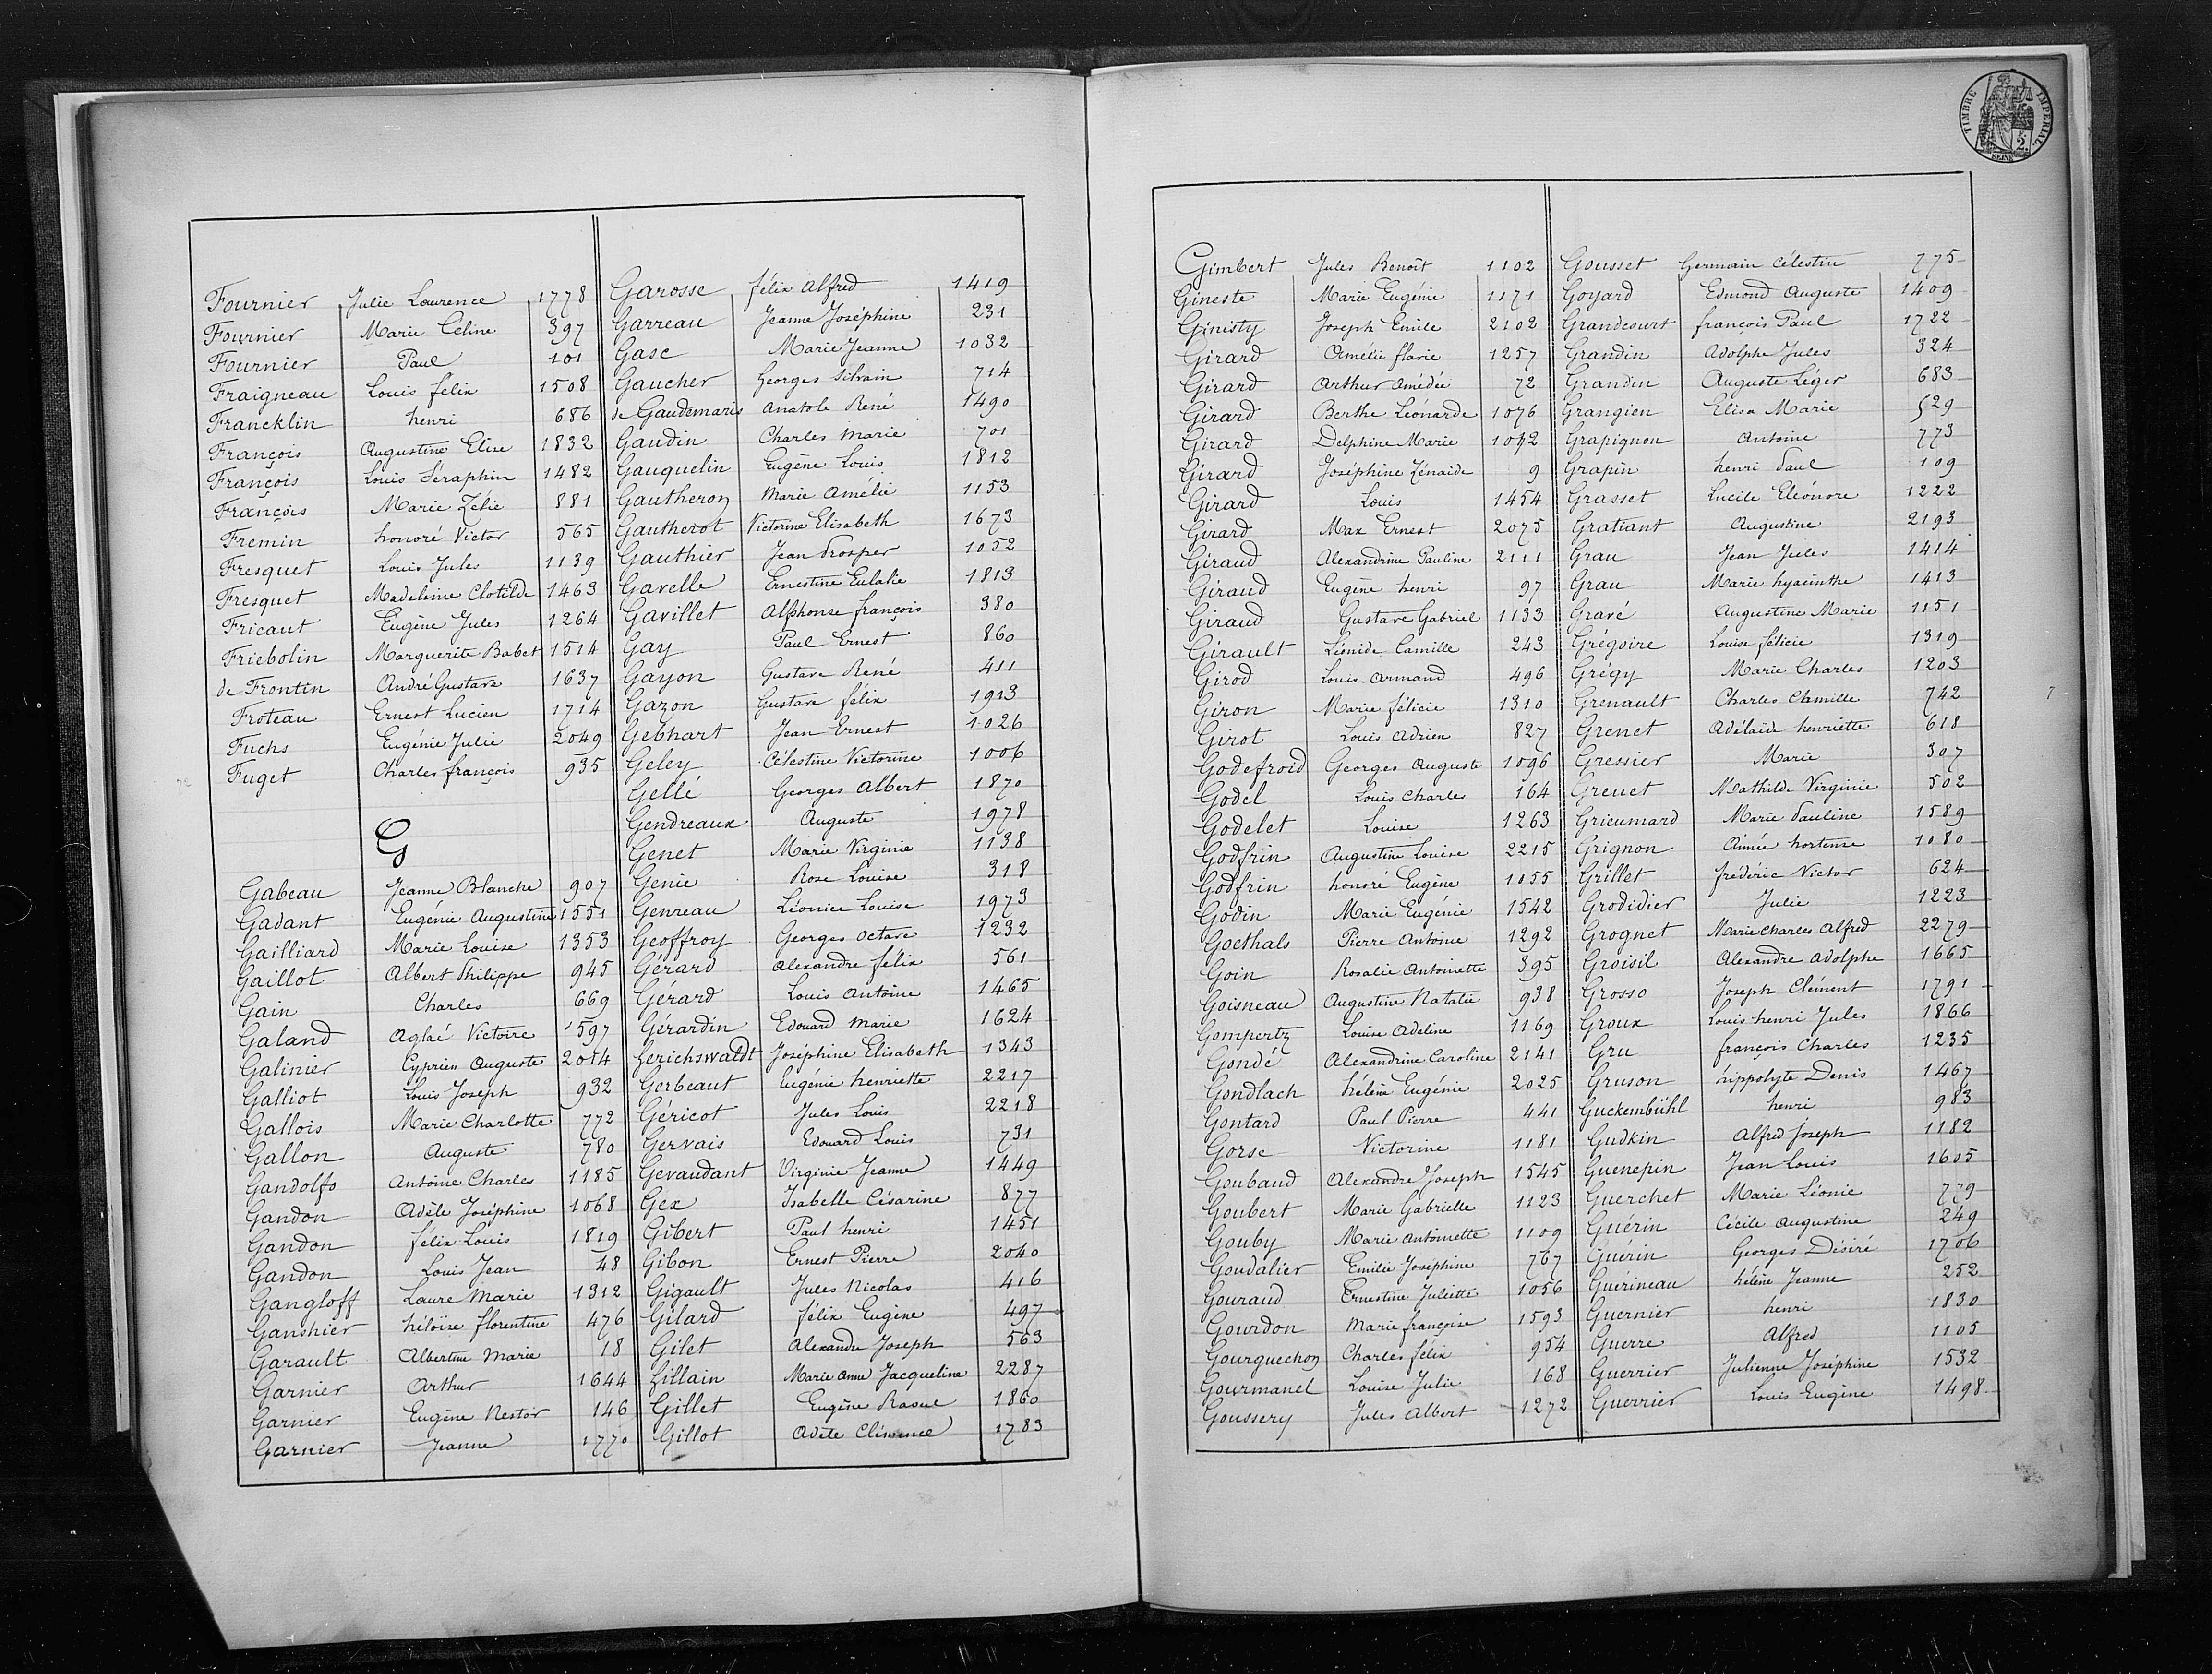 Fournier Julie Laurence 1778
Fournier Marie Céline 397
Fournier Paul 101
Fraigneau Louis félix 1508
Francklin henri 686
François Augustine Elise 1832
François Louis Séraphin 1482
François Marie Zélie 881
Fremin honoré Victor 565
Fresquet Louis Jules 1139
Fresquet Madeleine Clotilde 1463
Fricaut Eugène Jules 1264
Friebolin Marguerite Babet 1514
de Frontin André Gustave 1637
Froteau Ernest Lucien 1714
Fuchs Eugénie Julie 2049
Fuget Charles françois 935
G
Gabeau Jeanne Blanche 907
Gadant Eugénie Augustine 1551
Gailliard Marie Louise 1353
Gaillot Albert Philippe 945
Gain Charles 669
Galand Aglaé Victoire 1597
Galinier Cyprien Auguste 2014
Galliot Louis Joseph 932
Gallois Marie Charlotte 772
Gallon Auguste 780
Gandolfo Antoine Charles 1185
Gandon Adèle Joséphine 1068
Gandon félix Louis 1819
Gandon Louis Jean 48
Gangloff Laure Marie 1312
Ganshier héloïse florentine 476
Garault Albertine Marie 18
Garnier Arthur 1644
Garnier Eugène Nestor 146
Garnier Jeanne 1770
Garosse félix Alfred 1419
Garreau Jeanne Joséphine 231
Gasc Marie Jeanne 1032
Gaucher Georges Silvain 714
de Gaudemaris Anatole René 1490
Gaudin Charles Marie 701
Gauquelin Eugène Louis 1812
Gautheron Marie Amélie 1153
Gautherot Victorine Elisabeth 1673
Gauthier Jean Prosper 1052
Gavelle Ernestine Eulalie 1813
Gavillet Alphonse françois 380
Gay Paul Ernest 860
Gayon Gustave René 411
Gazon Gustave félix 1913
Gebhart Jean Ernest 1026
Geley Célestine Victorine 1006
Gellé Georges Albert 1870
Gendreaux Auguste 1978
Genet Marie Virginie 1138
Genie Rose Louise 318
Genreau Léonice Louise 1973
Geoffroy Georges Octave 1232
Gérard Alexandre félix 561
Gérard Louis Antoine 1465
Gérardin Edouard Marie 1624
Gerichswaldt Joséphine Elisabeth 1343
Gerbeaut Eugénie henriette 2217
Géricot Jules Louis 2218
Gervais Edouard Louis 731
Gevaudant Virginie Jeanne 1449
Gex Isabelle Césarine 877
Gibert Paul henri 1451
Gibon Ernest Pierre 2040
Gigault Jules Nicolas 416
Gilard félix Eugène 497
Gilet Alexandre Joseph 563
Gillain Marie Anne Jacqueline 2287
Gillet Eugène Raoul 1860
Gillot Adèle Clémence 1783
TIMBRE IMPERIAL
SEINE
Gimbert Jules Benoît 1102
Gineste Marie Eugénie 1171
Ginisty Joseph Emile 2102
Girard Amélie flavie 1257
Girard Arthur Amédée 72
Girard Berthe Léonarde 1076
Girard Delphine Marie 1092
Girard Joséphine Zénaïde 9
Girard Louis 1454
Girard Max Ernest 2075
Giraud Alexandrine Pauline 2111
Giraud Eugène henri 97
Giraud Gustave Gabriel 1133
Girault Léonide Camille 243
Girod Louis Armand 496
Giron Marie félicie 1310
Girot Louis Adrien 827
Godefroid Georges Auguste 1096
Godel Louis Charles 164
Godelet Louise 1263
Godfrin Augustine Louise 2215
Godfrin honoré Eugène 1055
Godin Marie Eugénie 1542
Goethals Pierre Antoine 1292
Goin Rosalie Antoinette 395
Goisneau Augustine Natalie 938
Gompertz Louise Adeline 1169
Gondé Alexandrine Caroline 2141
Gondlach hélène Eugénie 2025
Gontard Paul Pierre 441
Gorse Victorine 1181
Goubaud Alexandre Joseph 1545
Goubert Marie Gabrielle 1123
Gouby Marie Antoinette 1109
Goudalier Emilie Joséphine 767
Gouraud Ernestine Juliette 1056
Gourdon Marie françoise 1593
Gourguechon Charles félix 954
Gourmanel Louise Julie 168
Goussery Jules Albert 1272
Gousset Germain Célestin 775
Goyard Edmond Auguste 1409
Grandcourt françois Paul 1722
Grandin Adolphe Jules 324
Grandin Auguste Léger 683
Grangien Elisa Marie 529
Grapignon Antoine 773
Grapin henri Paul 109
Grasset Lucile Eléonore 1222
Gratiant Augustine 2193
Grau Jean Jules 1414
Grau Marie hyacinthe 1413
Gravé Augustine Marie 1151
Grégoire Louise félicie 1319
Grégy Marie Charles 1203
Grenault Charles Camille 742
Grenet Adélaïde henriette 618
Gressier Marie 307
Greuet Mathilde Virginie 502
Grieumard Marie Pauline 1589
Grignon Aimée hortense 1080
Grillet frédéric Victor 624
Grodidier Julie 1223
Grognet Marie Charles Alfred 2279
Groisil Alexandre Adolphe 1665
Grosso Joseph Clément 1791
Groux Louis henri Jules 1866
Gru françois Charles 1235
Gruson hippolyte Denis 1467
Guckembühl henri 983
Gudkin Alfred Joseph 1182
Guenepin Jean Louis 1605
Guerchet Marie Léonie 779
Guérin Cécile Augustine 249
Guérin Georges Désiré 1706
Guerineau hélène Jeanne 252
Guernier henri 1830
Guerre Alfred 1105
Guerrier Julienne Joséphine 1532
Guerrier Louis Eugène 1498
7